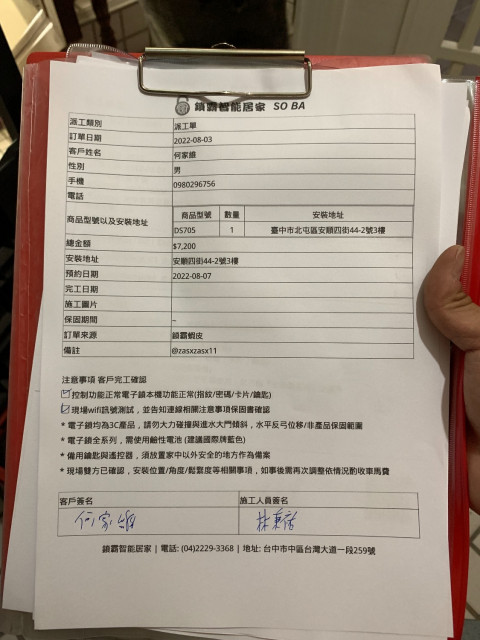 鎖霸智能居家 SO BA
派工類別 派工單
訂單日期 2022-08-03
客戶姓名 何家維
性別 男
手機 0980296756
電話
商品型號以及安裝地址 商品型號 數量 安裝地址
DS705 1 臺中市北屯區安順四街44-2號3樓
總金額 $7,200
安裝地址 安順四街44-2號3樓
預約日期 2022-08-07
完工日期
施工圖片
保固期間 –
訂單來源 鎖霸蝦皮
備註 @zasxzasx11
注意事項 客戶完工確認
控制功能正常電子鎖本機功能正常(指紋/密碼/卡片/鑰匙)
現場wifi訊號測試，並告知連線相關注意事項保固書確認
* 電子鎖均為3C產品，請勿大力碰撞與進水大門傾斜，水平反弓位移/非產品保固範圍
* 電子鎖全系列，需使用鹼性電池 (建議國際牌藍色)
* 備用鑰匙與遙控器，須放置家中以外安全的地方作為備案
* 現場雙方已確認，安裝位置/角度/鬆緊度等相關事項，如事後需再次調整依情況酌收車馬費
客戶簽名 施工人員簽名
何家維
鎖霸智能居家 | 電話: (04)2229-3368 | 地址: 台中市中區台灣大道一段259號